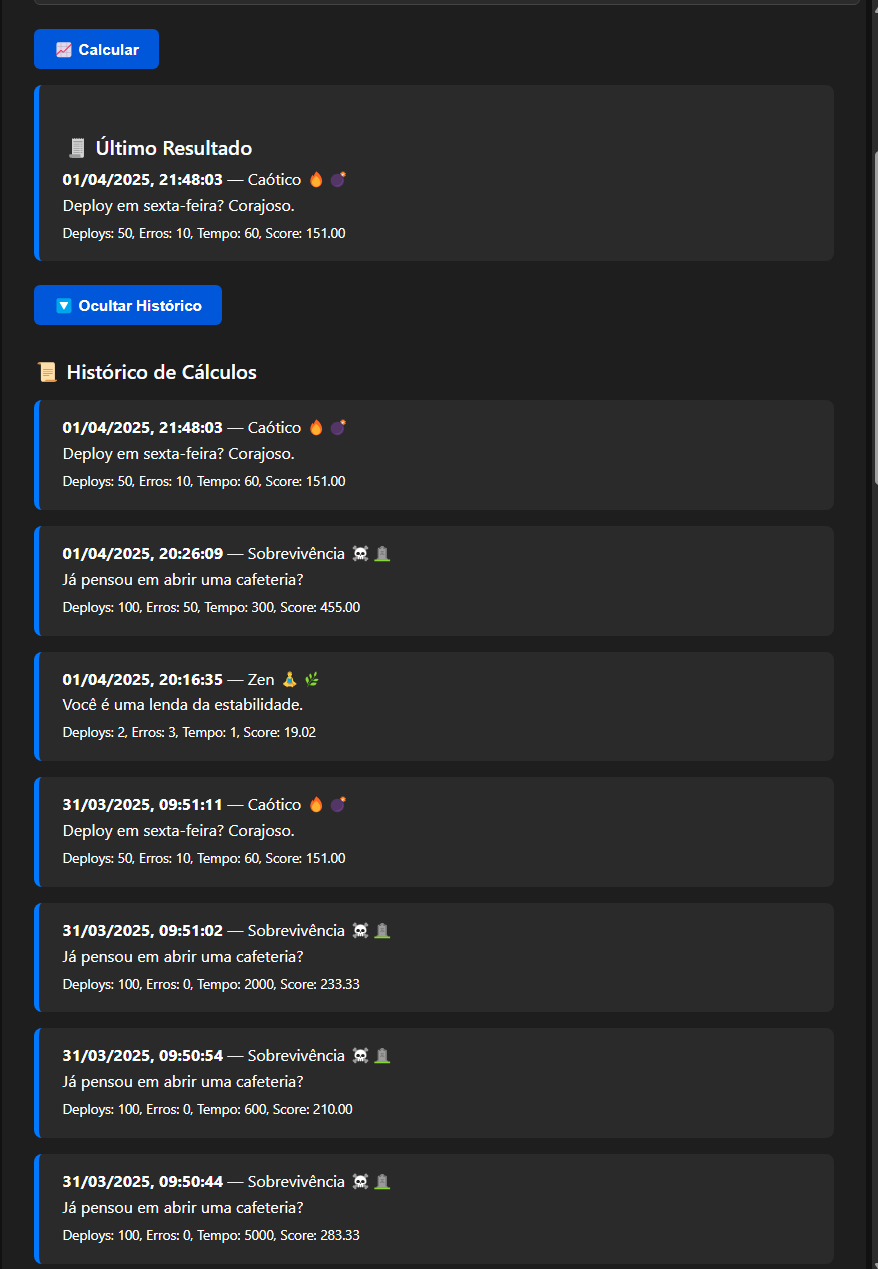 📈 Calcular
🧾 Último Resultado
01/04/2025, 21:48:03 — Caótico 🔥 💣
Deploy em sexta-feira? Corajoso.
Deploys: 50, Erros: 10, Tempo: 60, Score: 151.00
🔽 Ocultar Histórico
📜 Histórico de Cálculos
01/04/2025, 21:48:03 — Caótico 🔥 💣
Deploy em sexta-feira? Corajoso.
Deploys: 50, Erros: 10, Tempo: 60, Score: 151.00
01/04/2025, 20:26:09 — Sobrevivência ☠️ 🪦
Já pensou em abrir uma cafeteria?
Deploys: 100, Erros: 50, Tempo: 300, Score: 455.00
01/04/2025, 20:16:35 — Zen 🧘 🌿
Você é uma lenda da estabilidade.
Deploys: 2, Erros: 3, Tempo: 1, Score: 19.02
31/03/2025, 09:51:11 — Caótico 🔥 💣
Deploy em sexta-feira? Corajoso.
Deploys: 50, Erros: 10, Tempo: 60, Score: 151.00
31/03/2025, 09:51:02 — Sobrevivência ☠️ 🪦
Já pensou em abrir uma cafeteria?
Deploys: 100, Erros: 0, Tempo: 2000, Score: 233.33
31/03/2025, 09:50:54 — Sobrevivência ☠️ 🪦
Já pensou em abrir uma cafeteria?
Deploys: 100, Erros: 0, Tempo: 600, Score: 210.00
31/03/2025, 09:50:44 — Sobrevivência ☠️ 🪦
Já pensou em abrir uma cafeteria?
Deploys: 100, Erros: 0, Tempo: 5000, Score: 283.33